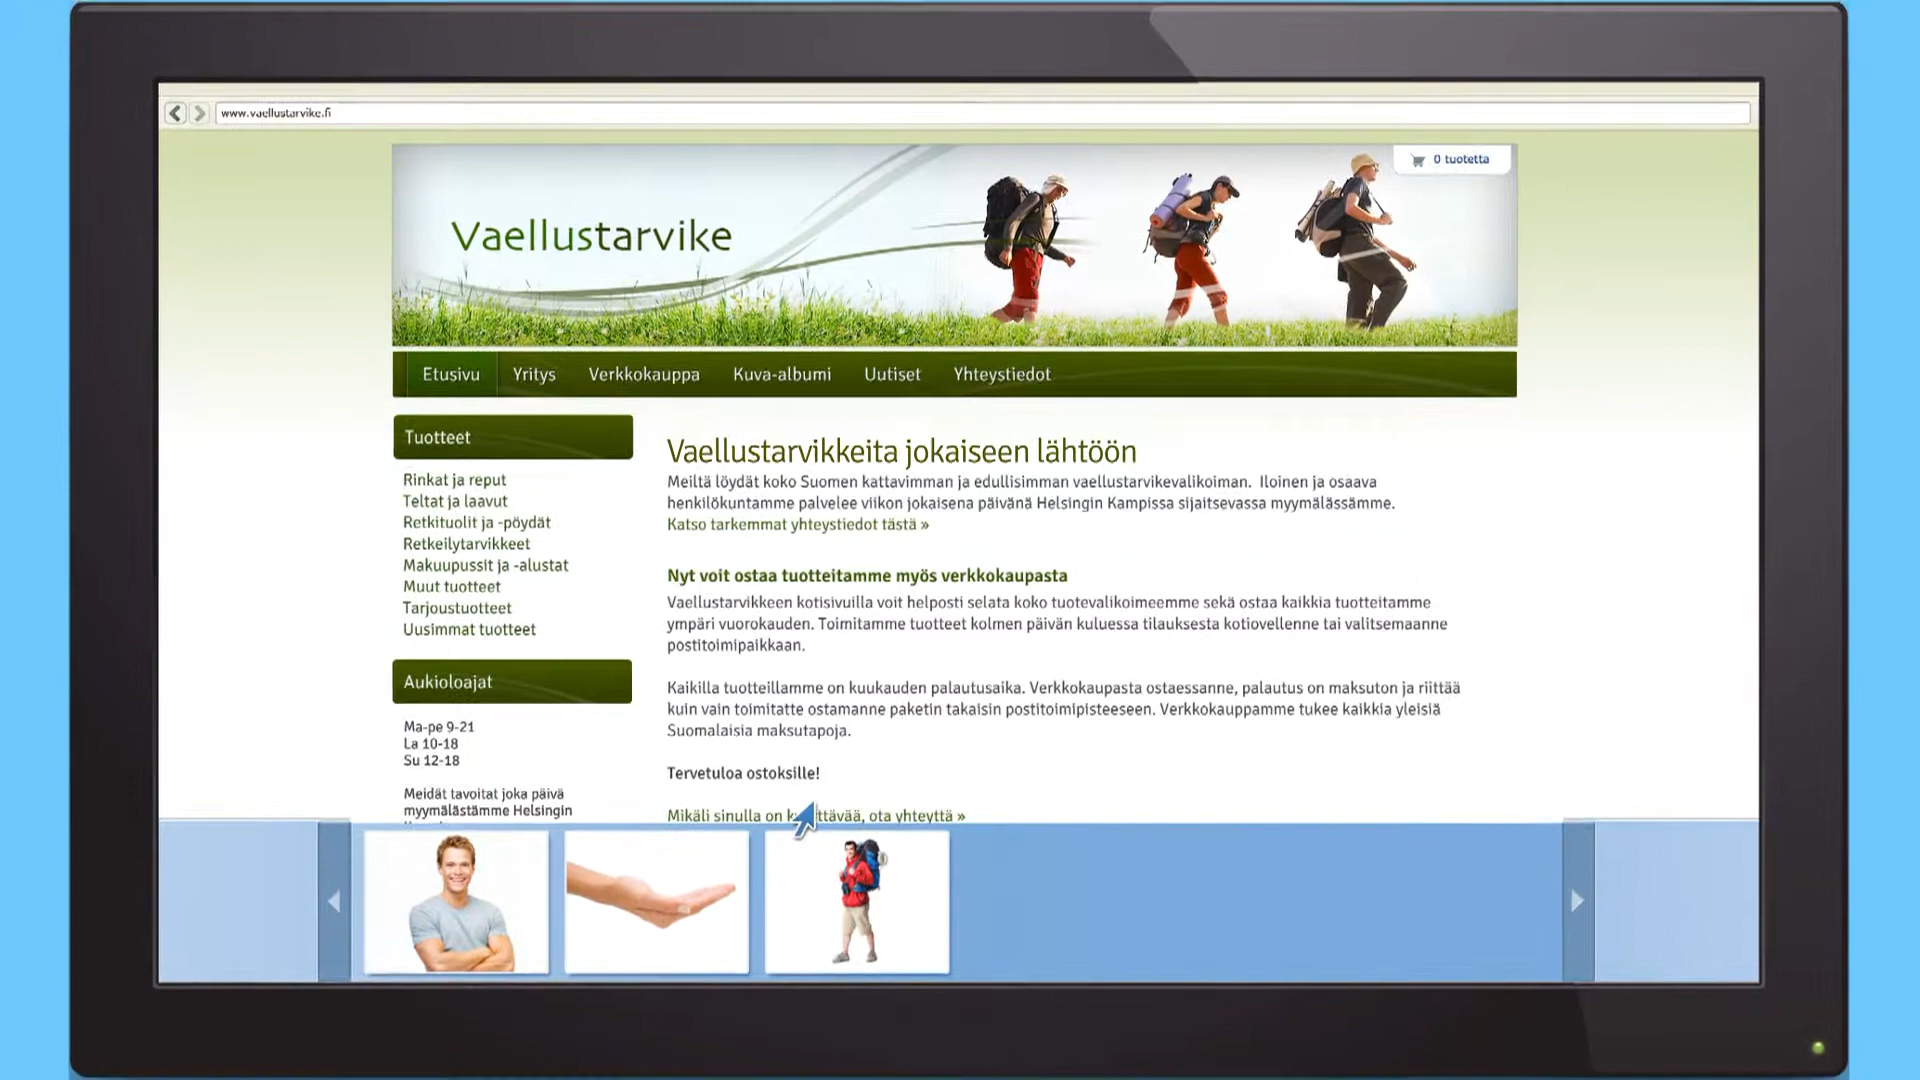 www.vaellustarvike.fi
0 tuotetta
Vaellustarvike
Etusivu Yritys Verkkokauppa Kuva-albumi Uutiset Yhteystiedot
Tuotteet
Rinkat ja reput
Teltat ja laavut
Retkituolit ja -pöydät
Retkeilytarvikkeet
Makuupussit ja -alustat
Muut tuotteet
Tarjoustuotteet
Uusimmat tuotteet
Aukioloajat
Ma-pe 9-21
La 10-18
Su 12-18
Meidät tavoitat joka päivä
myymälästämme Helsingin
Vaellustarvikkeita jokaiseen lähtöön
Meiltä löydät koko Suomen kattavimman ja edullisimman vaellustarvikevalikoiman. Iloinen ja osaava
henkilökuntamme palvelee viikon jokaisena päivänä Helsingin Kampissa sijaitsevassa myymälässämme.
Katso tarkemmat yhteystiedot tästä »
Nyt voit ostaa tuotteitamme myös verkkokaupasta
Vaellustarvikkeen kotisivuilla voit helposti selata koko tuotevalikoimeemme sekä ostaa kaikkia tuotteitamme
ympäri vuorokauden. Toimitamme tuotteet kolmen päivän kuluessa tilauksesta kotiovellenne tai valitsemaanne
postitoimipaikkaan.
Kaikilla tuotteillamme on kuukauden palautusaika. Verkkokaupasta ostaessanne, palautus on maksuton ja riittää
kuin vain toimitatte ostamanne paketin takaisin postitoimipisteeseen. Verkkokauppamme tukee kaikkia yleisiä
Suomalaisia maksutapoja.
Tervetuloa ostoksille!
Mikäli sinulla on ota yhteyttä »